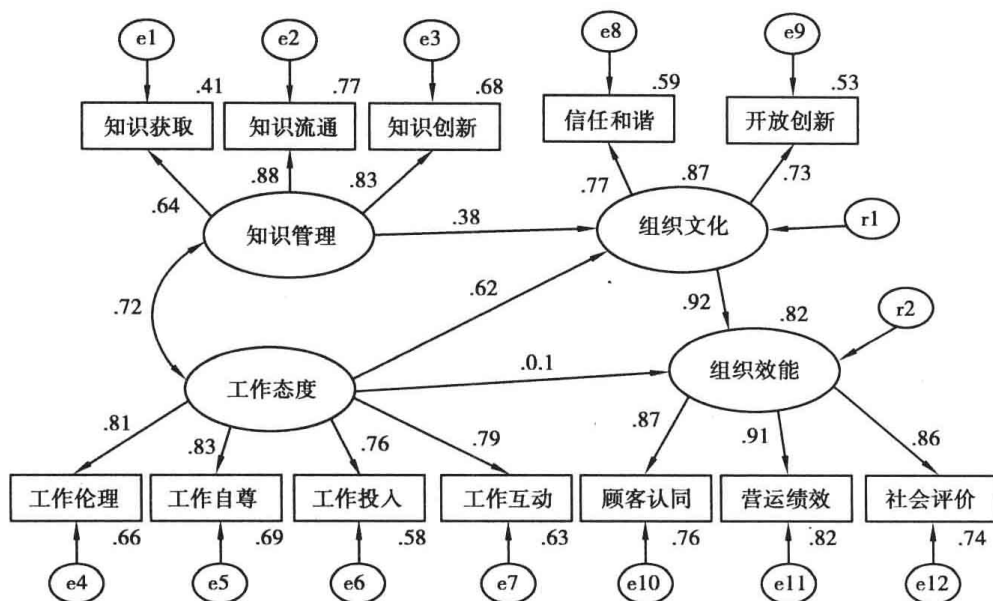 e1 e2 e3 e8 e9
.41 .77 .68 .59 .53
知识获取 知识流通 知识创新 信任和谐 开放创新
.64 .88 .83 .77 .87 .73
知识管理 .38 组织文化 r1
.72 .62 .92 .82 r2
工作态度 .0.1 组织效能
.81 .83 .76 .79 .87 .91 .86
工作伦理 工作自尊 工作投入 工作互动 顾客认同 营运绩效 社会评价
.66 .69 .58 .63 .76 .82 .74
e4 e5 e6 e7 e10 e11 e12